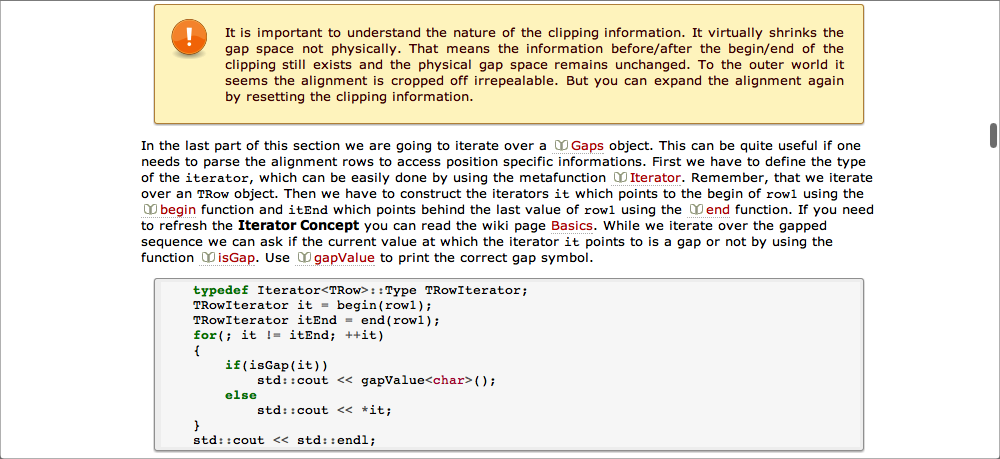 It is important to understand the nature of the clipping information. It virtually shrinks the
gap space not physically. That means the information before/after the begin/end of the
clipping still exists and the physical gap space remains unchanged. To the outer world it
seems the alignment is cropped off irrepealable. But you can expand the alignment again
by resetting the clipping information.
In the last part of this section we are going to iterate over a Gaps object. This can be quite useful if one
needs to parse the alignment rows to access position specific informations. First we have to define the type
of the iterator, which can be easily done by using the metafunction Iterator. Remember, that we iterate
over an TRow object. Then we have to construct the iterators it which points to the begin of row1 using the
begin function and itEnd which points behind the last value of row1 using the end function. If you need
to refresh the Iterator Concept you can read the wiki page Basics. While we iterate over the gapped
sequence we can ask if the current value at which the iterator it points to is a gap or not by using the
function isGap. Use gapValue to print the correct gap symbol.
typedef Iterator<TRow>::Type TRowIterator;
TRowIterator it = begin(row1);
TRowIterator itEnd = end(row1);
for(; it != itEnd; ++it)
{
    if(isGap(it))
        std::cout << gapValue<char>();
    else
        std::cout << *it;
}
std::cout << std::endl;